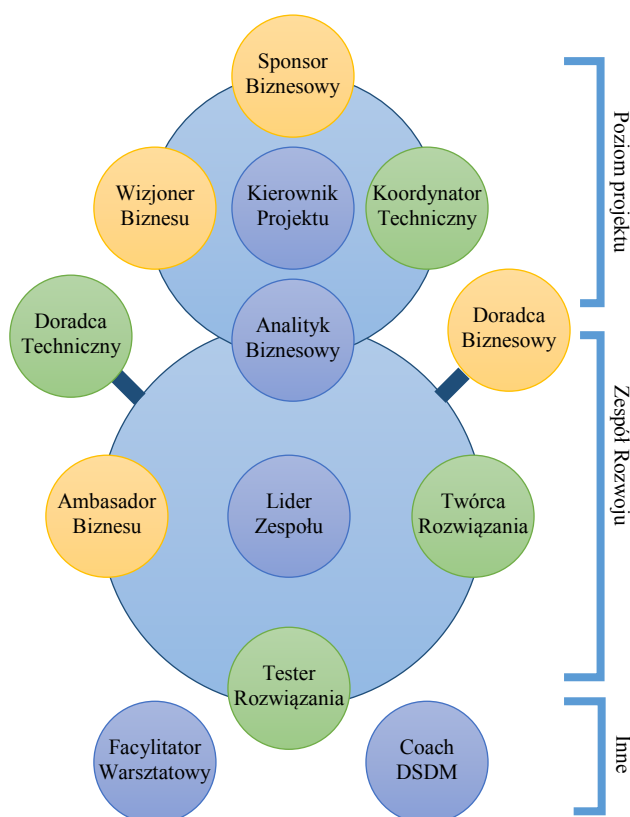 Sponsor
Biznesowy
Wizjoner
Biznesu
Kierownik
Projektu
Koordynator
Techniczny
Poziom projektu
Doradca
Techniczny
Analityk
Biznesowy
Doradca
Biznesowy
Ambasador
Biznesu
Lider
Zespołu
Twórca
Rozwiązania
Zespół Rozwoju
Tester
Rozwiązania
Facylitator
Warsztatowy
Coach
DSDM
Inne